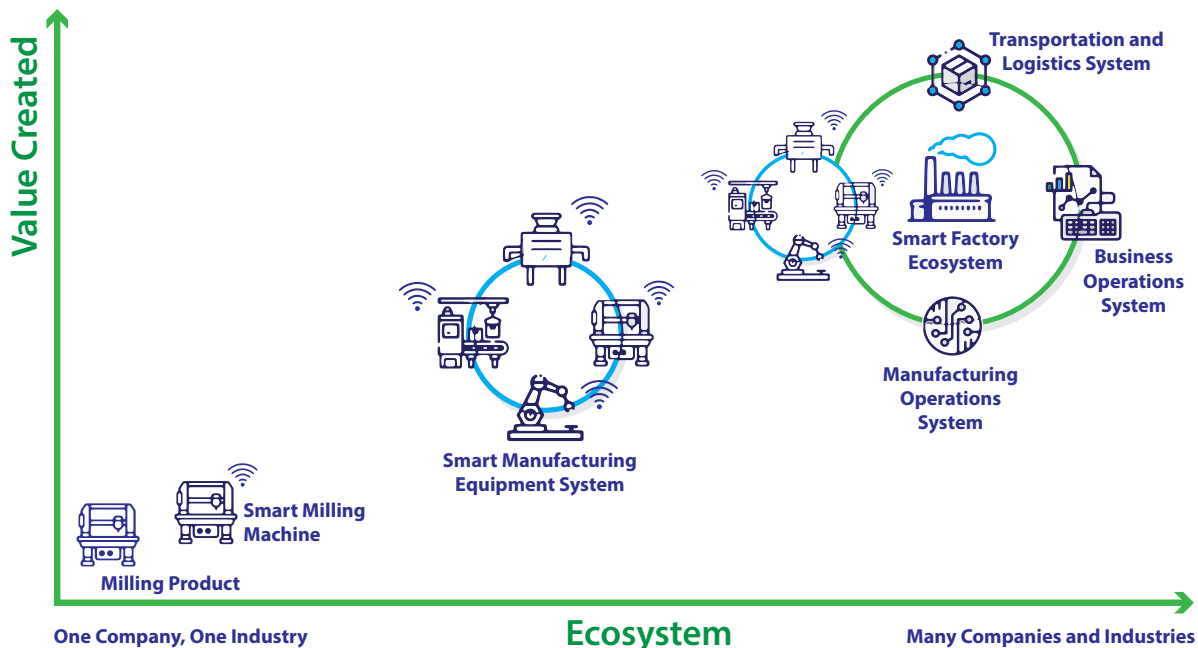 Value Created
Transportation and
Logistics System
Smart Factory
Ecosystem
Business
Operations
System
Manufacturing
Operations
System
Smart Manufacturing
Equipment System
Smart Milling
Machine
Milling Product
One Company, One Industry
Ecosystem
Many Companies and Industries